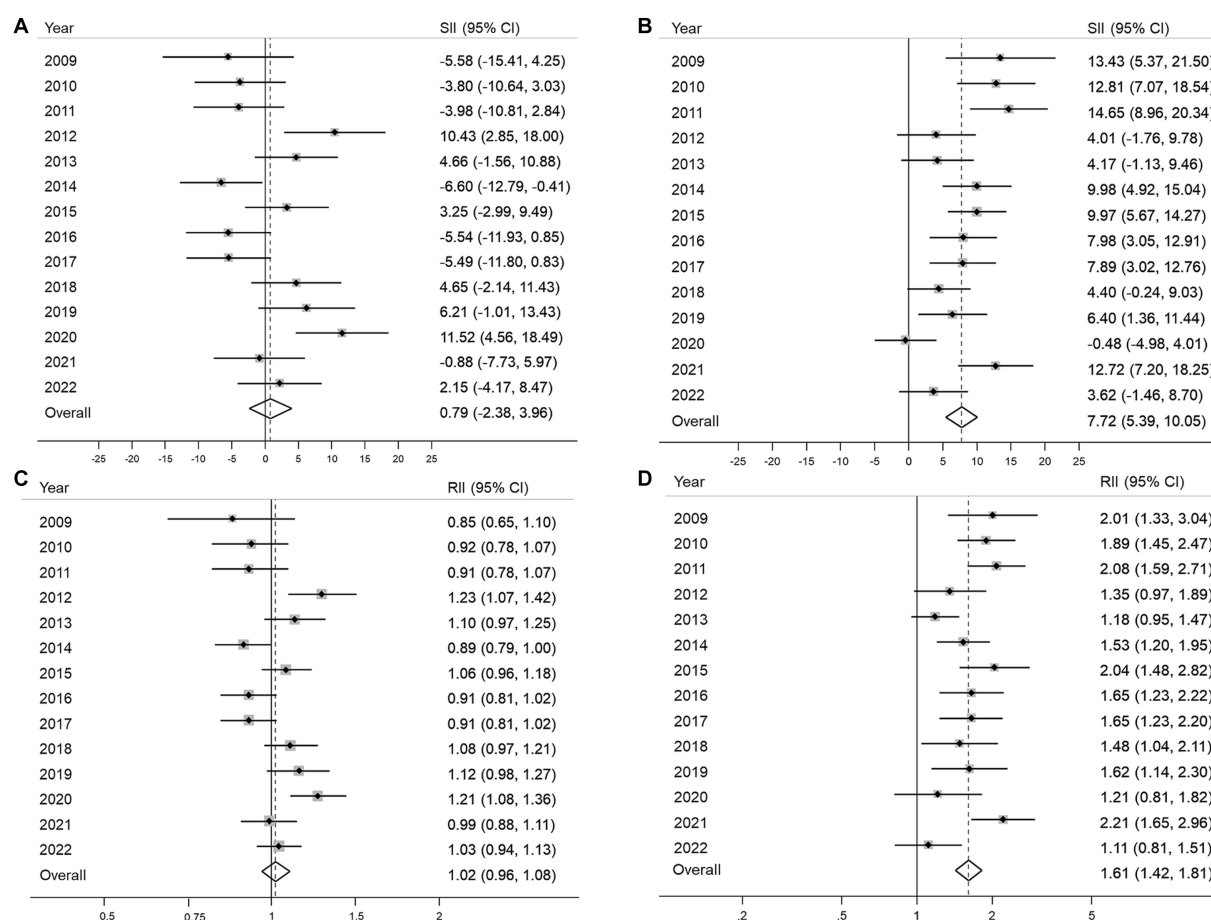 A
Year SII (95% CI)
2009 -5.58 (-15.41, 4.25)
2010 -3.80 (-10.64, 3.03)
2011 -3.98 (-10.81, 2.84)
2012 10.43 (2.85, 18.00)
2013 4.66 (-1.56, 10.88)
2014 -6.60 (-12.79, -0.41)
2015 3.25 (-2.99, 9.49)
2016 -5.54 (-11.93, 0.85)
2017 -5.49 (-11.80, 0.83)
2018 4.65 (-2.14, 11.43)
2019 6.21 (-1.01, 13.43)
2020 11.52 (4.56, 18.49)
2021 -0.88 (-7.73, 5.97)
2022 2.15 (-4.17, 8.47)
Overall 0.79 (-2.38, 3.96)
-25 -25 -15 -10 -5 0 5 10 15 20 25
B
Year SII (95% CI)
2009 13.43 (5.37, 21.50)
2010 12.81 (7.07, 18.54)
2011 14.65 (8.96, 20.34)
2012 4.01 (-1.76, 9.78)
2013 4.17 (-1.13, 9.46)
2014 9.98 (4.92, 15.04)
2015 9.97 (5.67, 14.27)
2016 7.98 (3.05, 12.91)
2017 7.89 (3.02, 12.76)
2018 4.40 (-0.24, 9.03)
2019 6.40 (1.36, 11.44)
2020 -0.48 (-4.98, 4.01)
2021 12.72 (7.20, 18.25)
2022 3.62 (-1.46, 8.70)
Overall 7.72 (5.39, 10.05)
-25 -25 -15 -10 -5 0 5 10 15 20 25
C
Year RII (95% CI)
2009 0.85 (0.65, 1.10)
2010 0.92 (0.78, 1.07)
2011 0.91 (0.78, 1.07)
2012 1.23 (1.07, 1.42)
2013 1.10 (0.97, 1.25)
2014 0.89 (0.79, 1.00)
2015 1.06 (0.96, 1.18)
2016 0.91 (0.81, 1.02)
2017 0.91 (0.81, 1.02)
2018 1.08 (0.97, 1.21)
2019 1.12 (0.98, 1.27)
2020 1.21 (1.08, 1.36)
2021 0.99 (0.88, 1.11)
2022 1.03 (0.94, 1.13)
Overall 1.02 (0.96, 1.08)
0.5 0.75 1 1.5 2
D
Year RII (95% CI)
2009 2.01 (1.33, 3.04)
2010 1.89 (1.45, 2.47)
2011 2.08 (1.59, 2.71)
2012 1.35 (0.97, 1.89)
2013 1.18 (0.95, 1.47)
2014 1.53 (1.20, 1.95)
2015 2.04 (1.48, 2.82)
2016 1.65 (1.23, 2.22)
2017 1.65 (1.23, 2.20)
2018 1.48 (1.04, 2.11)
2019 1.62 (1.14, 2.30)
2020 1.21 (0.81, 1.82)
2021 2.21 (1.65, 2.96)
2022 1.11 (0.81, 1.51)
Overall 1.61 (1.42, 1.81)
.2 .5 1 2 5